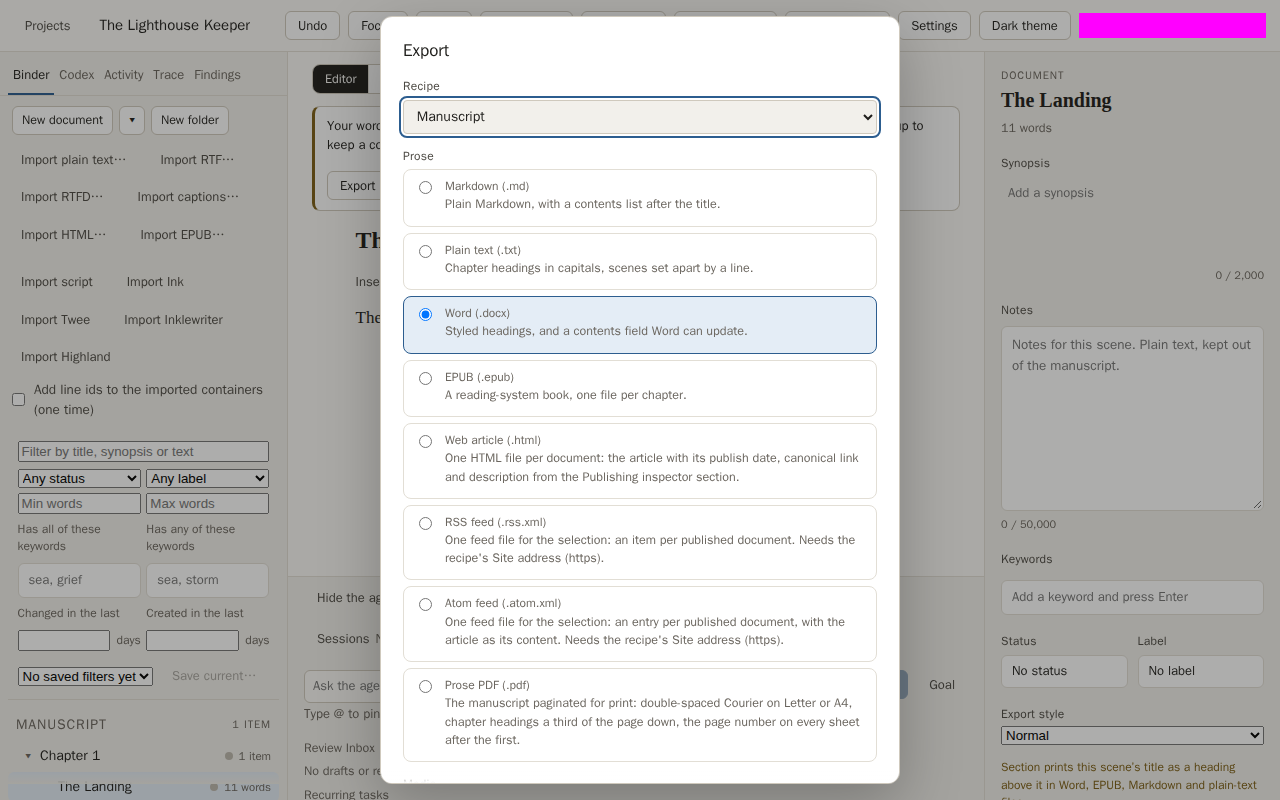 Projects
The Lighthouse Keeper
Undo
Settings
Dark theme
Binder
Codex
Activity
Trace
Findings
New document
▾
New folder
Import plain text···
Import RTF···
Import RTFD···
Import captions···
Import HTML···
Import EPUB···
Import script
Import Ink
Import Twee
Import Inklewriter
Import Highland
Add line ids to the imported containers
(one time)
Filter by title, synopsis or text
Any status
Any label
Min words
Max words
Has all of these
keywords
Has any of these
keywords
sea, grief
sea, storm
Changed in the last
Created in the last
days
days
No saved filters yet
Save current···
MANUSCRIPT
1 ITEM
Chapter 1
1 item
The Landing
11 words
Editor
keep a
Export
Hide the
Sessions
Ask the
Goal
Type @ to
Review Inbox
No drafts or
Recurring tasks
Export
Recipe
Manuscript
Prose
Markdown (.md)
Plain Markdown, with a contents list after the title.
Plain text (.txt)
Chapter headings in capitals, scenes set apart by a line.
Word (.docx)
Styled headings, and a contents field Word can update.
EPUB (.epub)
A reading-system book, one file per chapter.
Web article (.html)
One HTML file per document: the article with its publish date, canonical link
and description from the Publishing inspector section.
RSS feed (.rss.xml)
One feed file for the selection: an item per published document. Needs the
recipe's Site address (https).
Atom feed (.atom.xml)
One feed file for the selection: an entry per published document, with the
article as its content. Needs the recipe's Site address (https).
Prose PDF (.pdf)
The manuscript paginated for print: double-spaced Courier on Letter or A4,
chapter headings a third of the page down, the page number on every sheet
after the first.
DOCUMENT
The Landing
11 words
Synopsis
Add a synopsis
0 / 2,000
Notes
Notes for this scene. Plain text, kept out
of the manuscript.
0 / 50,000
Keywords
Add a keyword and press Enter
Status
Label
No status
No label
Export style
Normal
Section prints this scene's title as a heading
above it in Word, EPUB, Markdown and plain-text